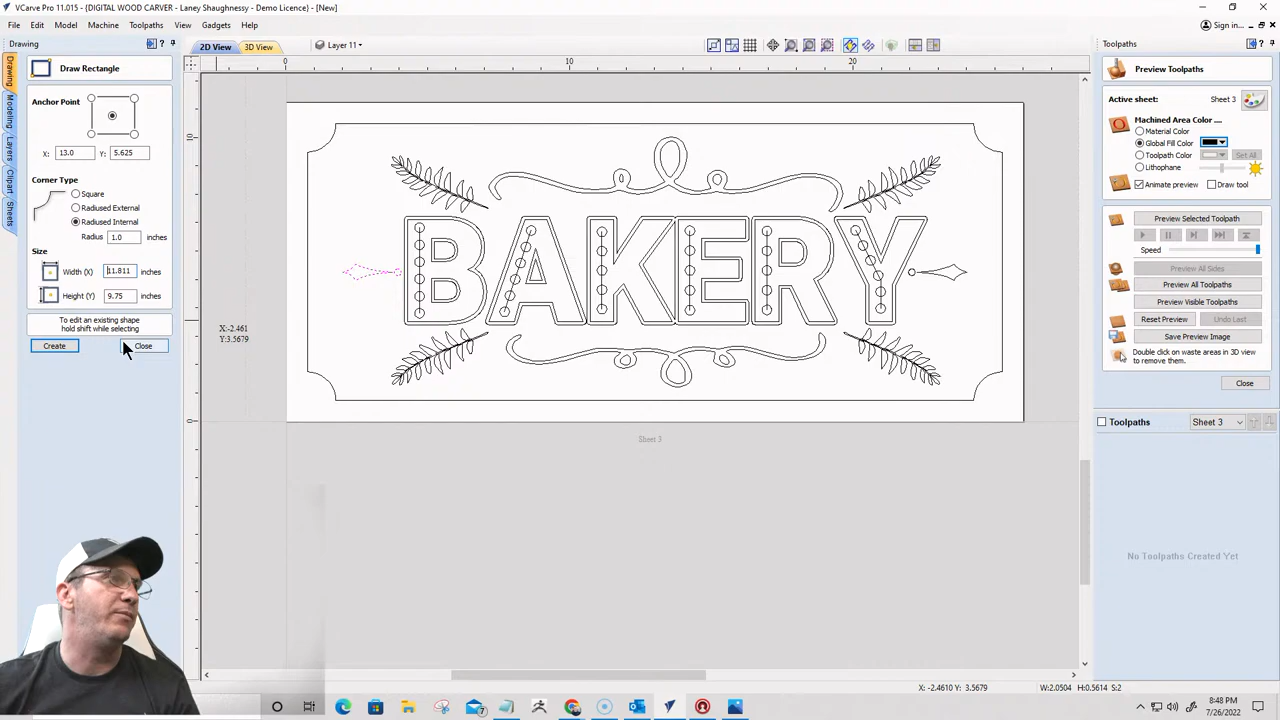 VCarve Pro 11.015 - {DIGITAL WOOD CARVER - Laney Shaughnessy - Demo Licence} - [New]
File Edit Model Machine Toolpaths View Gadgets Help
Sign in...
Drawing
Draw Rectangle
Anchor Point
X: 13.0 Y: 5.625
Corner Type
Square
Radiused External
Radiused Internal
Radius 1.0 inches
Size
Width (X) 11.811 inches
Height (Y) 9.75 inches
To edit an existing shape
hold shift while selecting
Create Close
Drawing
Modeling
Layers
Clipart
Sheets
2D View 3D View Layer 11
0 10 20
10
0
X:-2.461
Y:3.5679
BAKERY
Sheet 3
Toolpaths
Preview Toolpaths
Active sheet: Sheet 3
Machined Area Color ....
Material Color
Global Fill Color
Toolpath Color Set All
Lithophane
Animate preview Draw tool
Preview Selected Toolpath
Speed
Preview All Sides
Preview All Toolpaths
Preview Visible Toolpaths
Reset Preview Undo Last
Save Preview Image
Double click on waste areas in 3D view
to remove them.
Close
Toolpaths Sheet 3
No Toolpaths Created Yet
X: -2.4610 Y: 3.5679 W:2.0504 H:0.5614 S:2
7
8:48 PM
7/26/2022